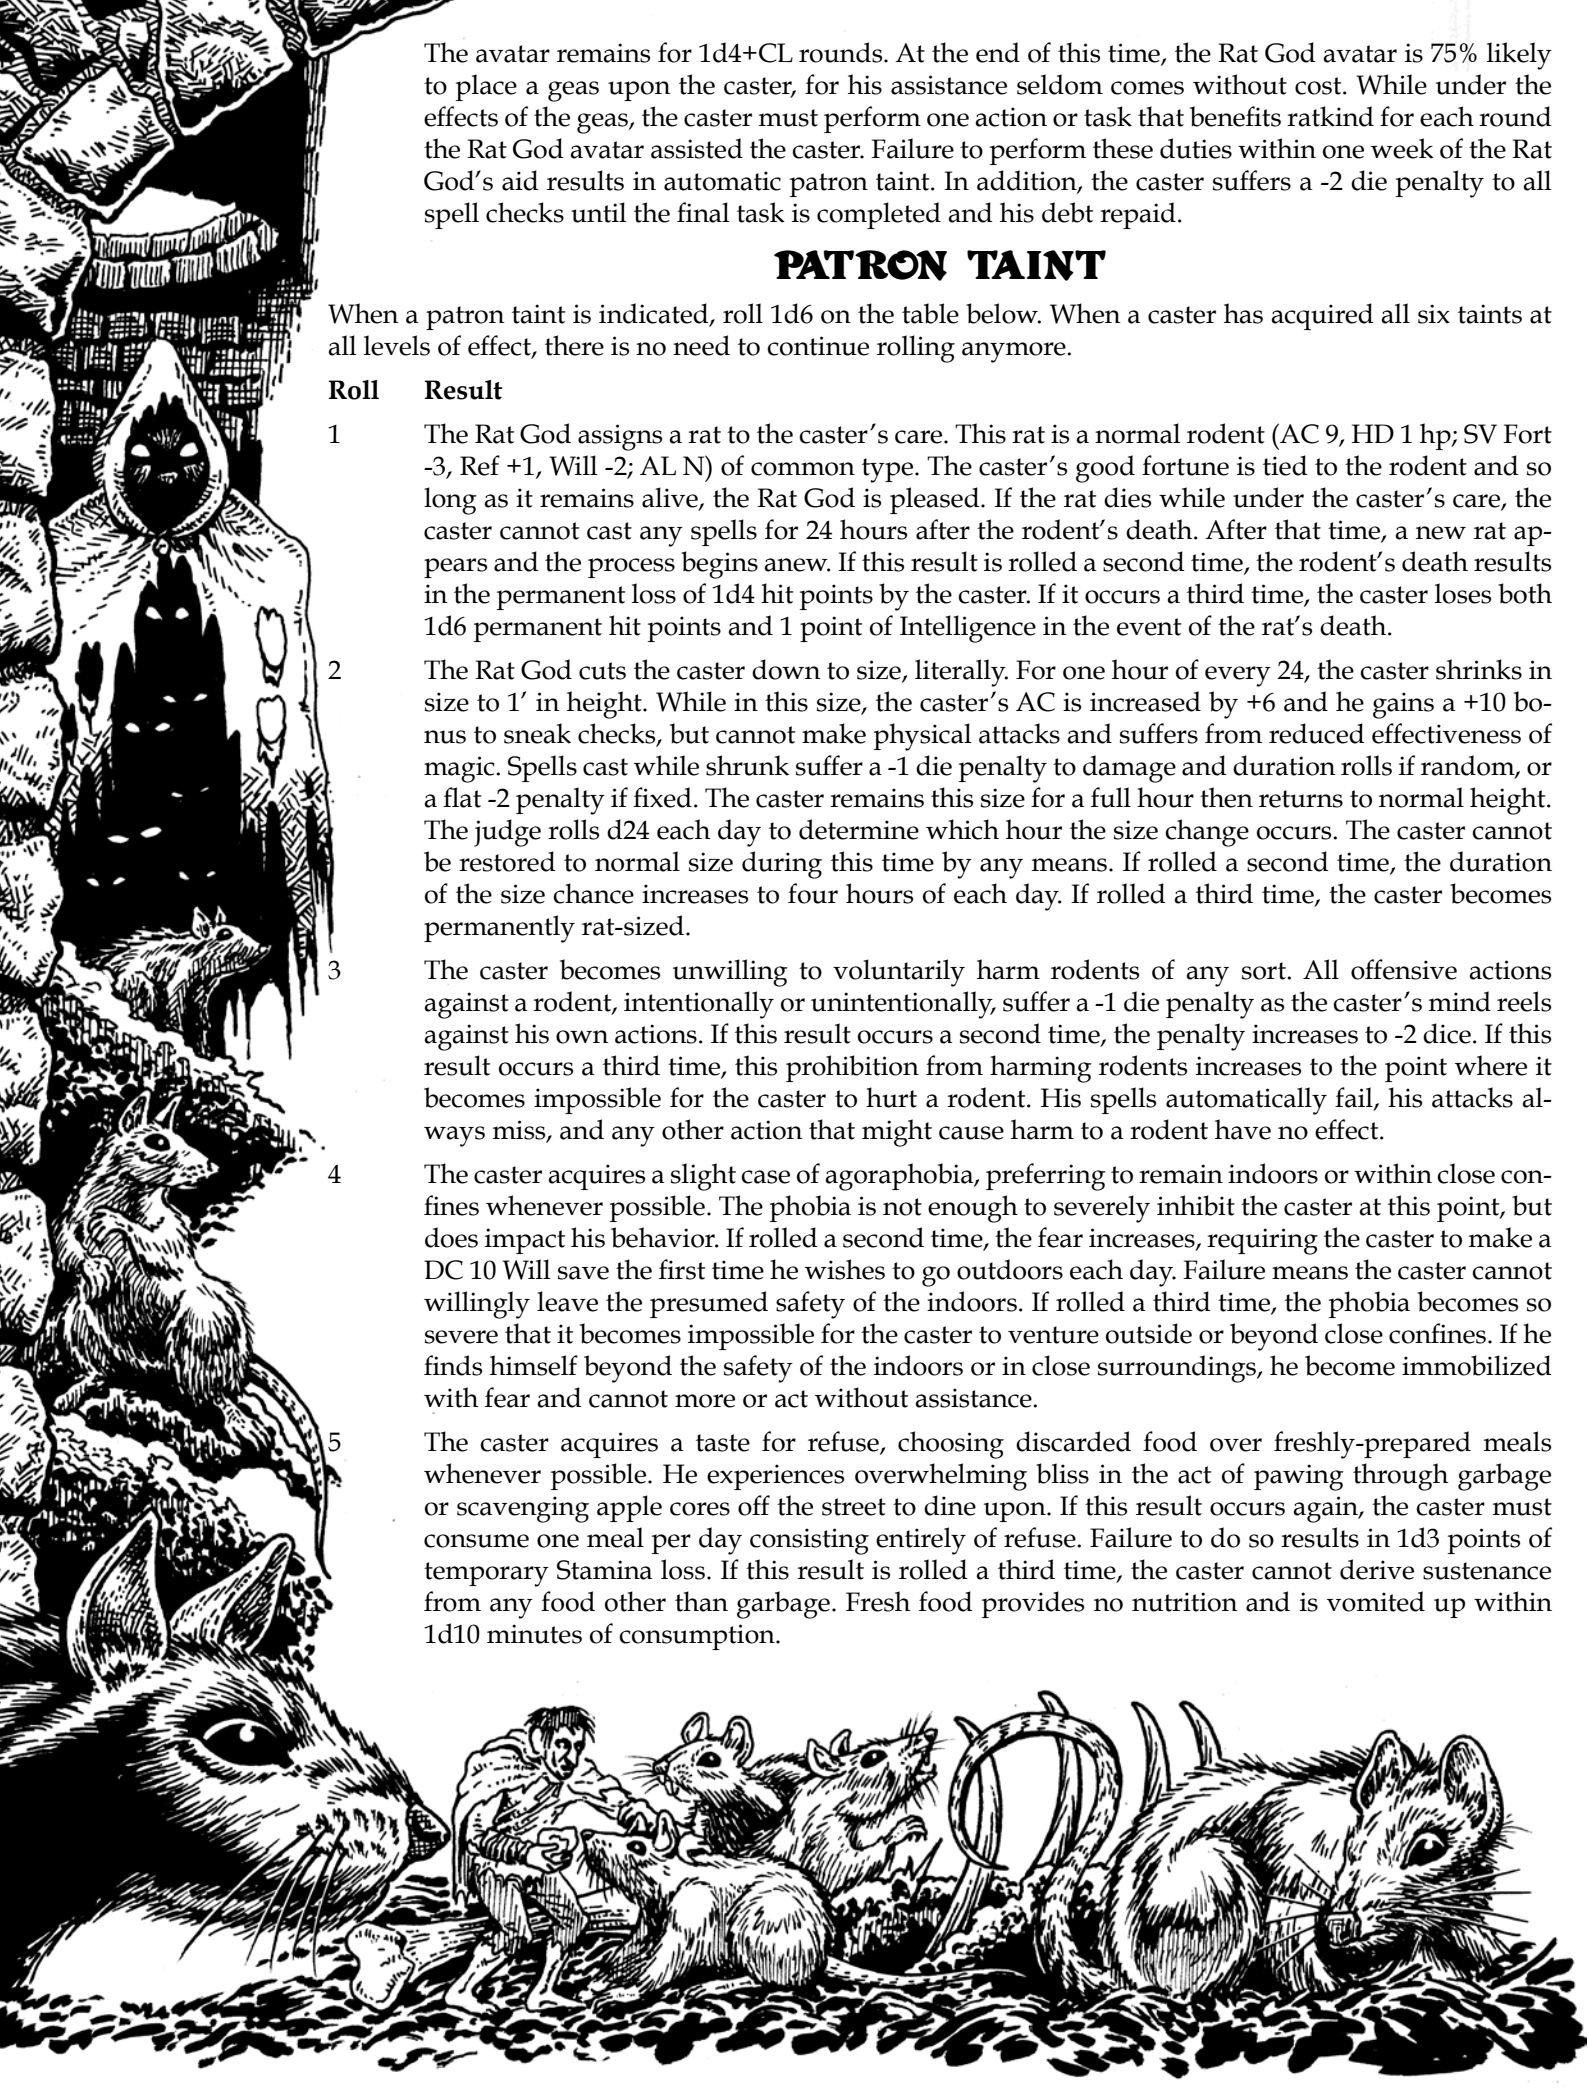 The avatar remains for 1d4+CL rounds. At the end of this time, the Rat God avatar is 75% likely
to place a geas upon the caster, for his assistance seldom comes without cost. While under the
effects of the geas, the caster must perform one action or task that benefits ratkind for each round
the Rat God avatar assisted the caster. Failure to perform these duties within one week of the Rat
God's aid results in automatic patron taint. In addition, the caster suffers a -2 die penalty to all
spell checks until the final task is completed and his debt repaid.
PATRON TAINT
When a patron taint is indicated, roll 1d6 on the table below. When a caster has acquired all six taints at
all levels of effect, there is no need to continue rolling anymore.
Roll Result
1 The Rat God assigns a rat to the caster's care. This rat is a normal rodent (AC 9, HD 1 hp; SV Fort
-3, Ref +1, Will -2; AL N) of common type. The caster's good fortune is tied to the rodent and so
long as it remains alive, the Rat God is pleased. If the rat dies while under the caster's care, the
caster cannot cast any spells for 24 hours after the rodent's death. After that time, a new rat ap-
pears and the process begins anew. If this result is rolled a second time, the rodent's death results
in the permanent loss of 1d4 hit points by the caster. If it occurs a third time, the caster loses both
1d6 permanent hit points and 1 point of Intelligence in the event of the rat's death.
2 The Rat God cuts the caster down to size, literally. For one hour of every 24, the caster shrinks in
size to 1' in height. While in this size, the caster's AC is increased by +6 and he gains a +10 bo-
nus to sneak checks, but cannot make physical attacks and suffers from reduced effectiveness of
magic. Spells cast while shrunk suffer a -1 die penalty to damage and duration rolls if random, or
a flat -2 penalty if fixed. The caster remains this size for a full hour then returns to normal height.
The judge rolls d24 each day to determine which hour the size change occurs. The caster cannot
be restored to normal size during this time by any means. If rolled a second time, the duration
of the size chance increases to four hours of each day. If rolled a third time, the caster becomes
permanently rat-sized.
3 The caster becomes unwilling to voluntarily harm rodents of any sort. All offensive actions
against a rodent, intentionally or unintentionally, suffer a -1 die penalty as the caster's mind reels
against his own actions. If this result occurs a second time, the penalty increases to -2 dice. If this
result occurs a third time, this prohibition from harming rodents increases to the point where it
becomes impossible for the caster to hurt a rodent. His spells automatically fail, his attacks al-
ways miss, and any other action that might cause harm to a rodent have no effect.
4 The caster acquires a slight case of agoraphobia, preferring to remain indoors or within close con-
fines whenever possible. The phobia is not enough to severely inhibit the caster at this point, but
does impact his behavior. If rolled a second time, the fear increases, requiring the caster to make a
DC 10 Will save the first time he wishes to go outdoors each day. Failure means the caster cannot
willingly leave the presumed safety of the indoors. If rolled a third time, the phobia becomes so
severe that it becomes impossible for the caster to venture outside or beyond close confines. If he
finds himself beyond the safety of the indoors or in close surroundings, he become immobilized
with fear and cannot more or act without assistance.
5 The caster acquires a taste for refuse, choosing discarded food over freshly-prepared meals
whenever possible. He experiences overwhelming bliss in the act of pawing through garbage
or scavenging apple cores off the street to dine upon. If this result occurs again, the caster must
consume one meal per day consisting entirely of refuse. Failure to do so results in 1d3 points of
temporary Stamina loss. If this result is rolled a third time, the caster cannot derive sustenance
from any food other than garbage. Fresh food provides no nutrition and is vomited up within
1d10 minutes of consumption.